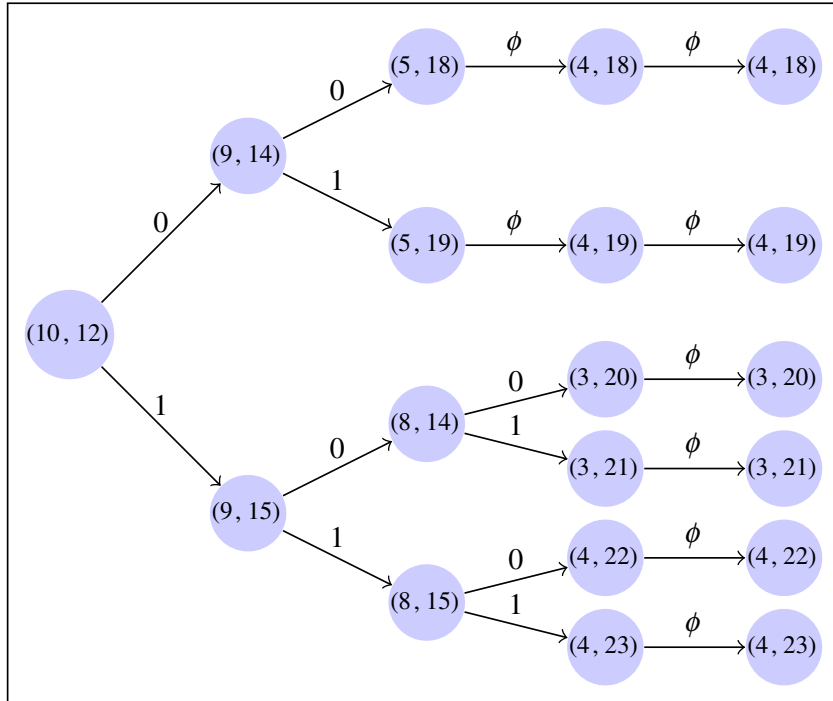 (5, 18) ϕ (4, 18) ϕ (4, 18)
0
(9, 14)
1
0
(5, 19) ϕ (4, 19) ϕ (4, 19)
(10, 12)
1
0 (3, 20) ϕ (3, 20)
(8, 14)
0
1 (3, 21) ϕ (3, 21)
(9, 15)
1
0 (4, 22) ϕ (4, 22)
(8, 15)
1 (4, 23) ϕ (4, 23)